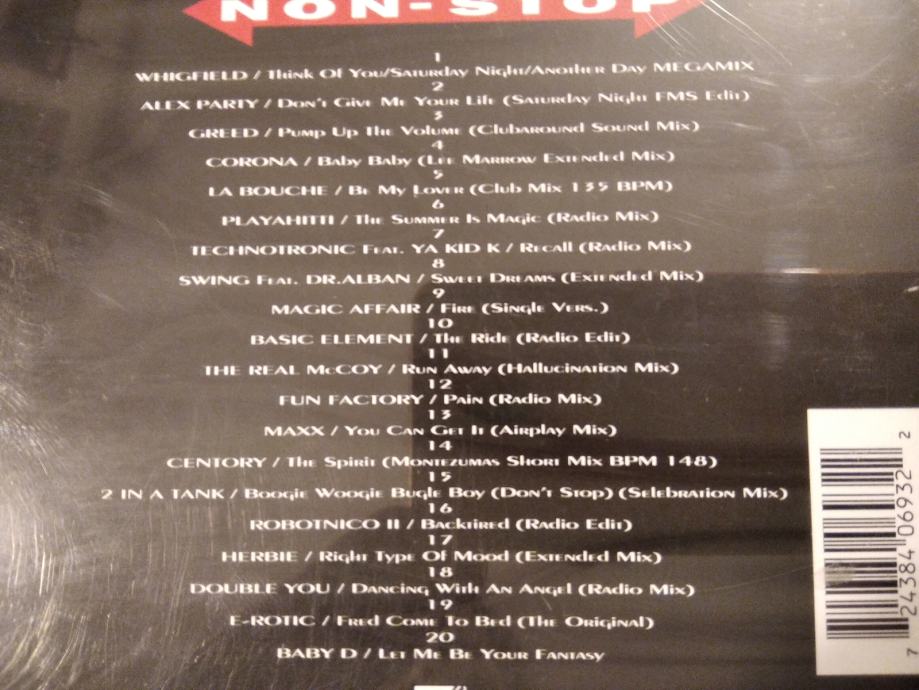 NON-STOP
1
WHIGFIELD / Think Of You/Saturday Night/Another Day MEGAMIX
2
ALEX PARTY / Don't Give Me Your Life (Saturday Night FMS Edit)
3
GREED / Pump Up The Volume (Clubaround Sound Mix)
4
CORONA / Baby Baby (Lee Marrow Extended Mix)
5
LA BOUCHE / Be My Lover (Club Mix 135 BPM)
6
PLAYAHITTI / The Summer Is Magic (Radio Mix)
7
TECHNOTRONIC Feat. YA KID K / Recall (Radio Mix)
8
SWING Feat. DR.ALBAN / Sweet Dreams (Extended Mix)
9
MAGIC AFFAIR / Fire (Single Vers.)
10
BASIC ELEMENT / The Ride (Radio Edit)
11
THE REAL McCOY / Run Away (Hallucination Mix)
12
FUN FACTORY / Pain (Radio Mix)
13
MAXX / You Can Get It (Airplay Mix)
14
CENTORY / The Spirit (Montezumas Short Mix BPM 148)
15
2 IN A TANK / Boogie Woogie Bugle Boy (Don't Stop) (Selebration Mix)
16
ROBOTNICO II / Backtired (Radio Edit)
17
HERBIE / Right Type Of Mood (Extended Mix)
18
DOUBLE YOU / Dancing With An Angel (Radio Mix)
19
E-ROTIC / Fred Come To Bed (The Original)
20
BABY D / Let Me Be Your Fantasy
7 24384 06932 2